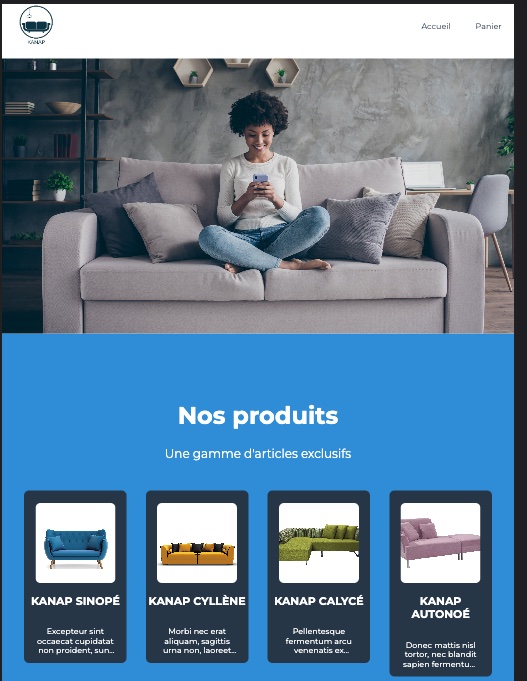 KANAP
Accueil
Panier
Nos produits
Une gamme d'articles exclusifs
KANAP SINOPÉ
Excepteur sint
occaecat cupidatat
non proident, sun...
KANAP CYLLÈNE
Morbi nec erat
aliquam, sagittis
urna non, laoreet...
KANAP CALYCÉ
Pellentesque
fermentum arcu
venenatis ex...
KANAP
AUTONOÉ
Donec mattis nisl
tortor, nec blandit
sapien fermentu...